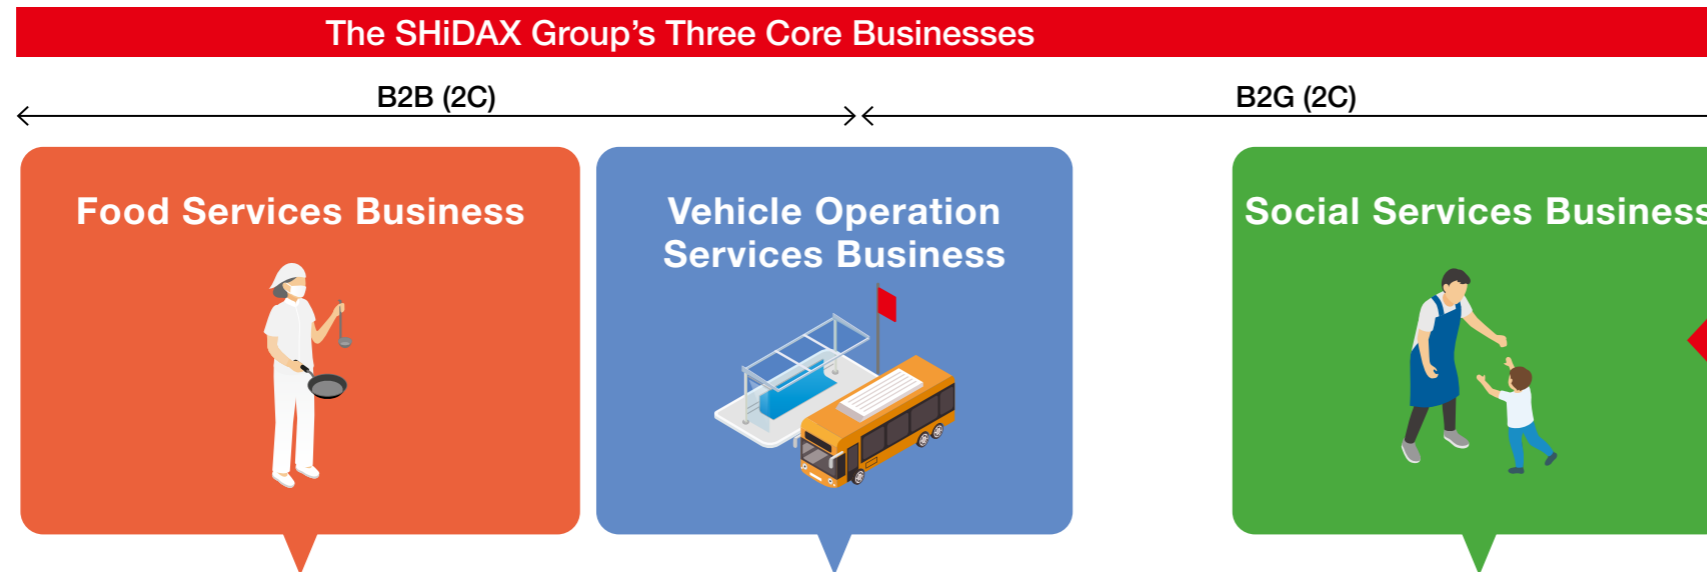 The SHiDAX Group's Three Core Businesses
B2B (2C)
B2G (2C)
Food Services Business
Vehicle Operation
Services Business
Social Services Business